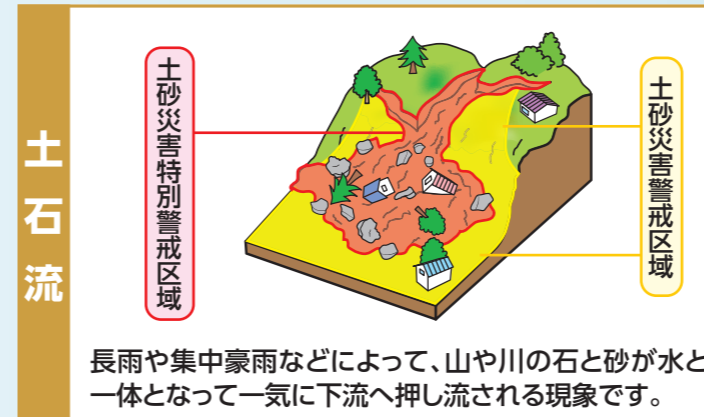 土石流
土砂災害特別警戒区域
土砂災害警戒区域
長雨や集中豪雨などによって、山や川の石と砂が水と
一体となって一気に下流へ押し流される現象です。